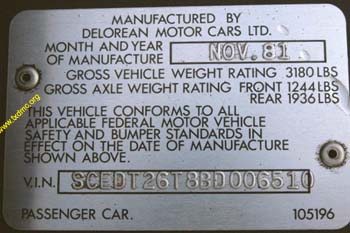 MANUFACTURED BY
DELOREAN MOTOR CARS LTD.
MONTH AND YEAR
OF MANUFACTURE NOV. 81
GROSS VEHICLE WEIGHT RATING 3180 LBS
GROSS AXLE WEIGHT RATING FRONT 1244 LBS
REAR 1936 LBS
THIS VEHICLE CONFORMS TO ALL
APPLICABLE FEDERAL MOTOR VEHICLE
SAFETY AND BUMPER STANDARDS IN
EFFECT ON THE DATE OF MANUFACTURE
SHOWN ABOVE.
V.I.N. SCEDT26T8BD006510
PASSENGER CAR. 105196
www.txdmc.org